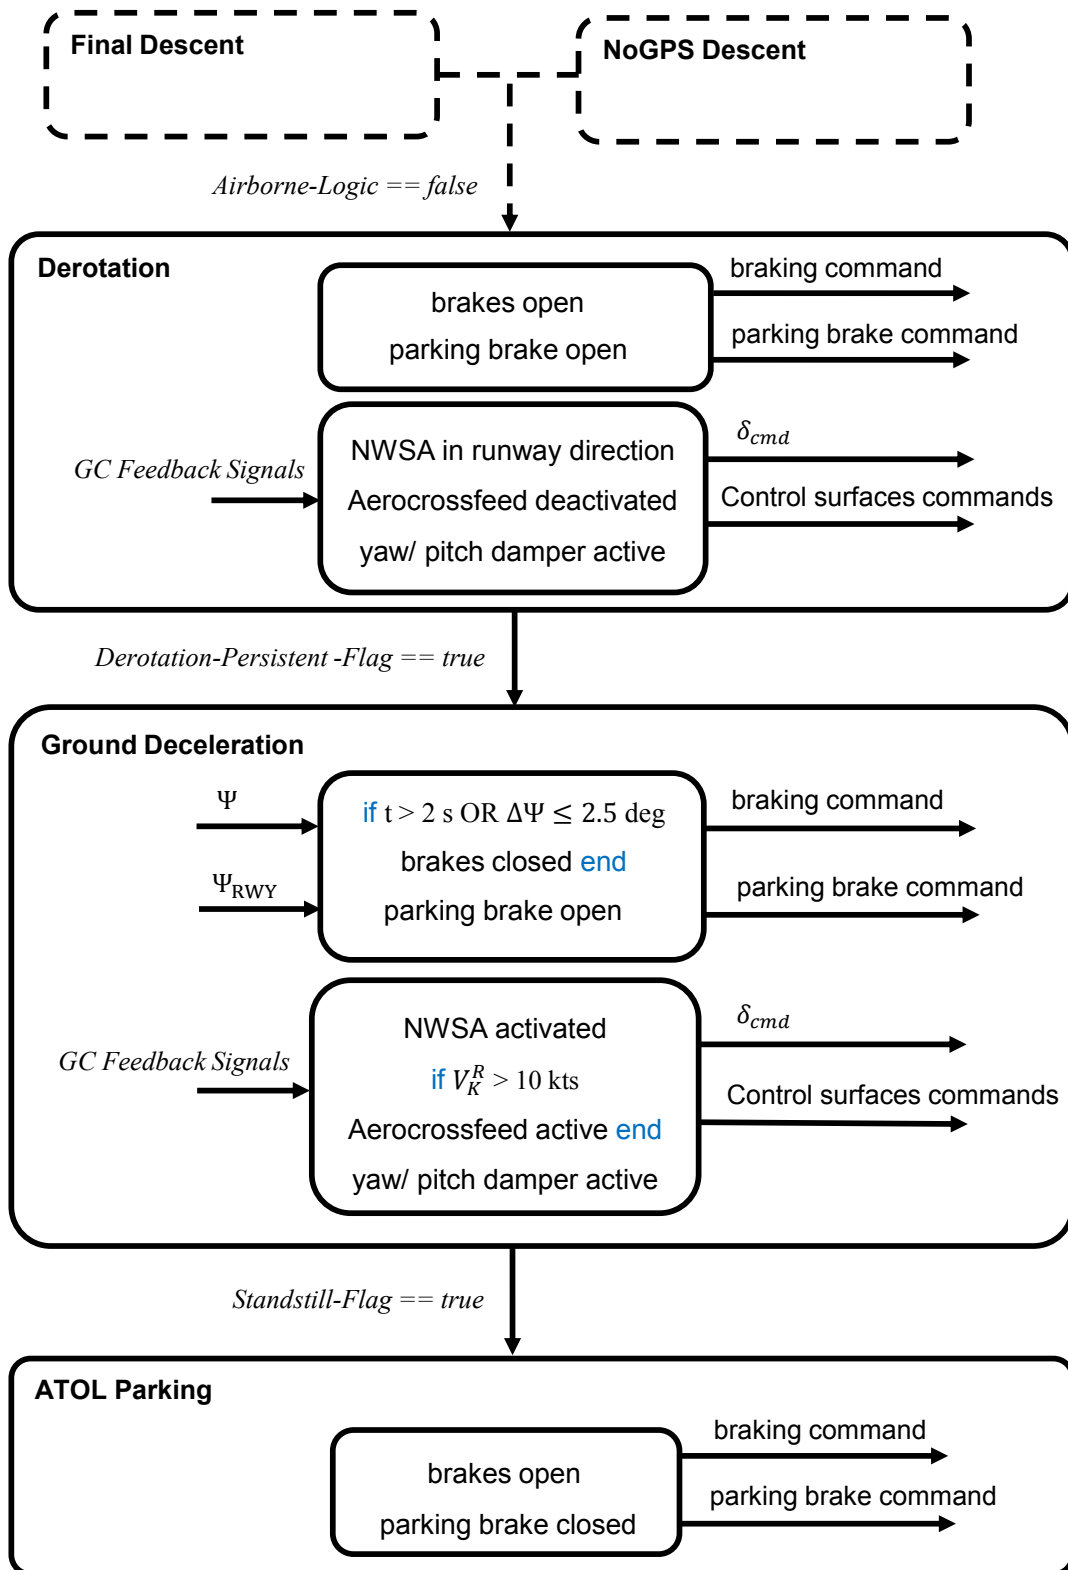 Final Descent
NoGPS Descent
Airborne-Logic == false
Derotation
brakes open
parking brake open
braking command
parking brake command
GC Feedback Signals
NWSA in runway direction
Aerocrossfeed deactivated
yaw/ pitch damper active
δcmd
Control surfaces commands
Derotation-Persistent -Flag == true
Ground Deceleration
Ψ
ΨRWY
if t > 2 s OR ΔΨ ≤ 2.5 deg
brakes closed end
parking brake open
braking command
parking brake command
GC Feedback Signals
NWSA activated
if V_K^R > 10 kts
Aerocrossfeed active end
yaw/ pitch damper active
δcmd
Control surfaces commands
Standstill-Flag == true
ATOL Parking
brakes open
parking brake closed
braking command
parking brake command